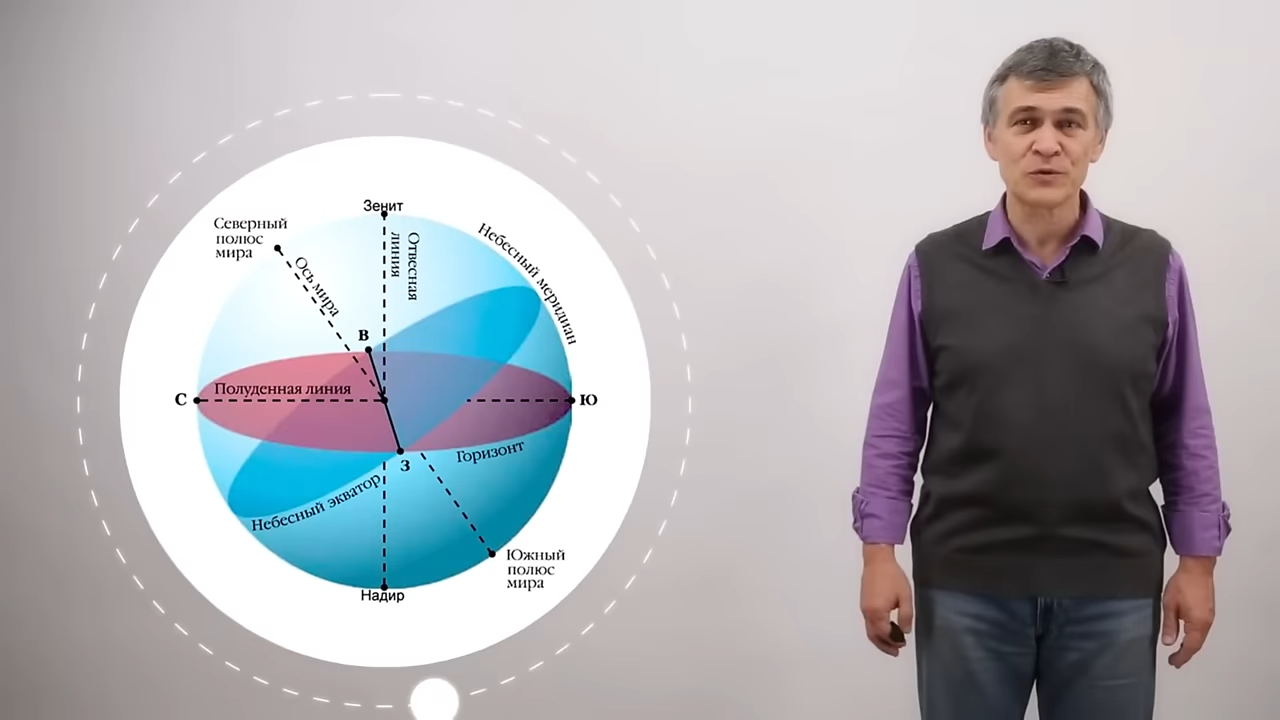 Зенит
Северный
полюс
мира
Ось мира
Отвесная
линия
Небесный меридиан
В
С
Полуденная линия
Ю
З
Горизонт
Небесный экватор
Южный
полюс
мира
Надир